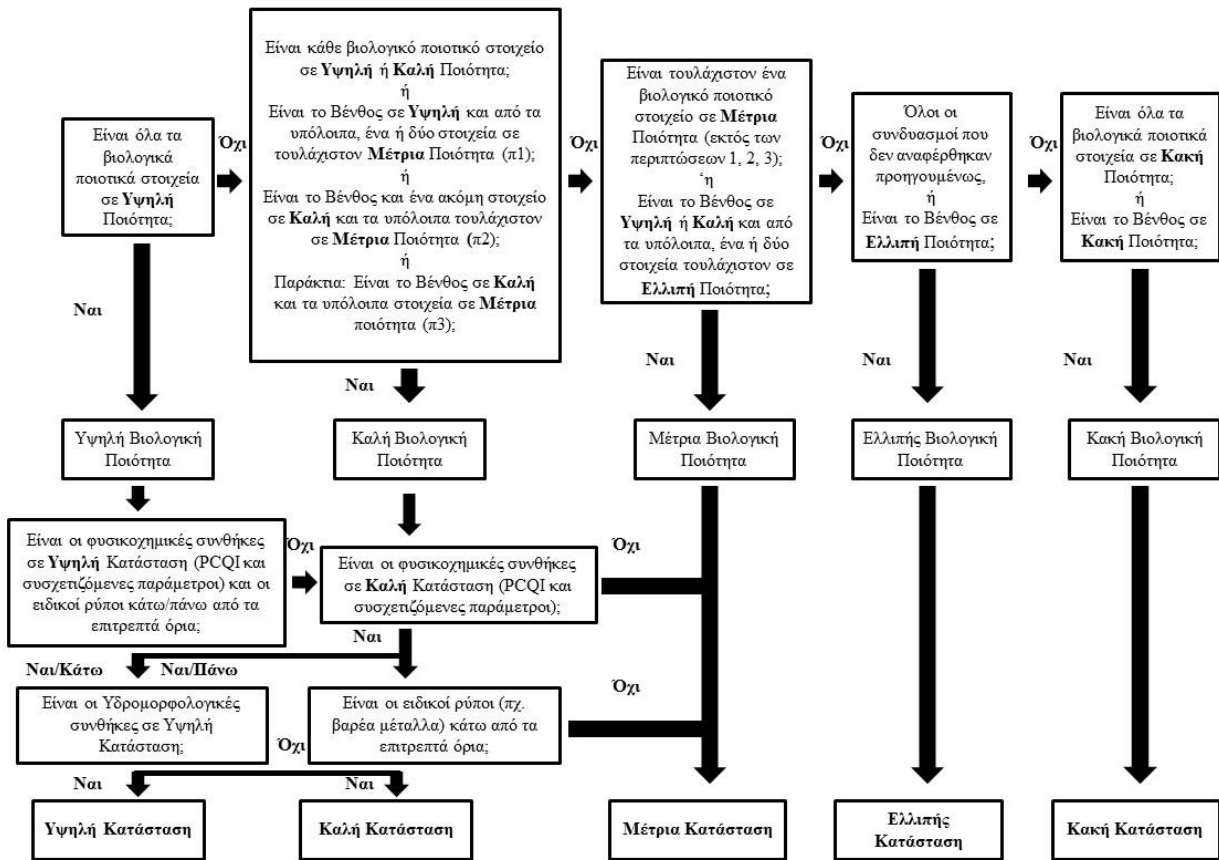 Είναι όλα τα
βιολογικά
ποιοτικά στοιχεία
σε Υψηλή
Ποιότητα;
Όχι
Είναι κάθε βιολογικό ποιοτικό στοιχείο
σε Υψηλή ή Καλή Ποιότητα;
ή
Είναι το Βένθος σε Υψηλή και από τα
υπόλοιπα, ένα ή δύο στοιχεία σε
τουλάχιστον Μέτρια Ποιότητα (π1);
ή
Είναι το Βένθος και ένα ακόμη στοιχείο
σε Καλή και τα υπόλοιπα τουλάχιστον
σε Μέτρια Ποιότητα (π2);
ή
Παράκτια: Είναι το Βένθος σε Καλή
και τα υπόλοιπα στοιχεία σε Μέτρια
ποιότητα (π3);
Όχι
Είναι τουλάχιστον ένα
βιολογικό ποιοτικό
στοιχείο σε Μέτρια
Ποιότητα (εκτός των
περιπτώσεων 1, 2, 3);
‘η
Είναι το Βένθος σε
Υψηλή ή Καλή και από
τα υπόλοιπα, ένα ή δύο
στοιχεία τουλάχιστον σε
Ελλιπή Ποιότητα;
Όχι
Όλοι οι
συνδυασμοί που
δεν αναφέρθηκαν
προηγουμένως,
ή
Είναι το Βένθος σε
Ελλιπή Ποιότητα;
Όχι
Είναι όλα τα
βιολογικά ποιοτικά
στοιχεία σε Κακή
Ποιότητα;
ή
Είναι το Βένθος σε
Κακή Ποιότητα;
Ναι
Ναι
Ναι
Ναι
Ναι
Υψηλή Βιολογική
Ποιότητα
Καλή Βιολογική
Ποιότητα
Μέτρια Βιολογική
Ποιότητα
Ελλιπής Βιολογική
Ποιότητα
Κακή Βιολογική
Ποιότητα
Είναι οι φυσικοχημικές συνθήκες
σε Υψηλή Κατάσταση (PCQI και
συσχετιζόμενες παράμετροι) και οι
ειδικοί ρύποι κάτω/πάνω από τα
επιτρεπτά όρια;
Όχι
Είναι οι φυσικοχημικές συνθήκες
σε Καλή Κατάσταση (PCQI και
συσχετιζόμενες παράμετροι);
Όχι
Ναι
Ναι/Κάτω
Ναι/Πάνω
Είναι οι Υδρομορφολογικές
συνθήκες σε Υψηλή
Κατάσταση;
Όχι
Είναι οι ειδικοί ρύποι (πχ.
βαρέα μέταλλα) κάτω από τα
επιτρεπτά όρια;
Όχι
Ναι
Ναι
Υψηλή Κατάσταση
Καλή Κατάσταση
Μέτρια Κατάσταση
Ελλιπής
Κατάσταση
Κακή Κατάσταση